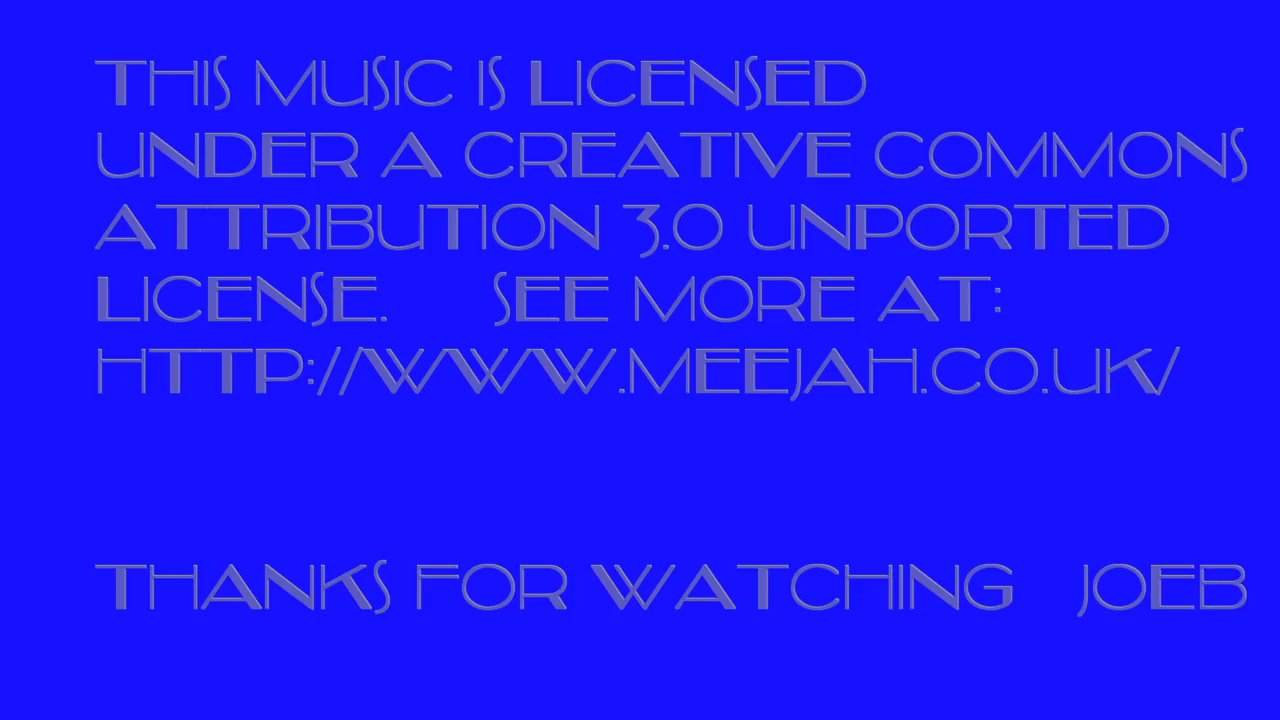 THIS MUSIC IS LICENSED
UNDER A CREATIVE COMMONS
ATTRIBUTION 3.0 UNPORTED
LICENSE. SEE MORE AT:
HTTP://WWW.MEEJAH.CO.UK/
THANKS FOR WATCHING JOEB